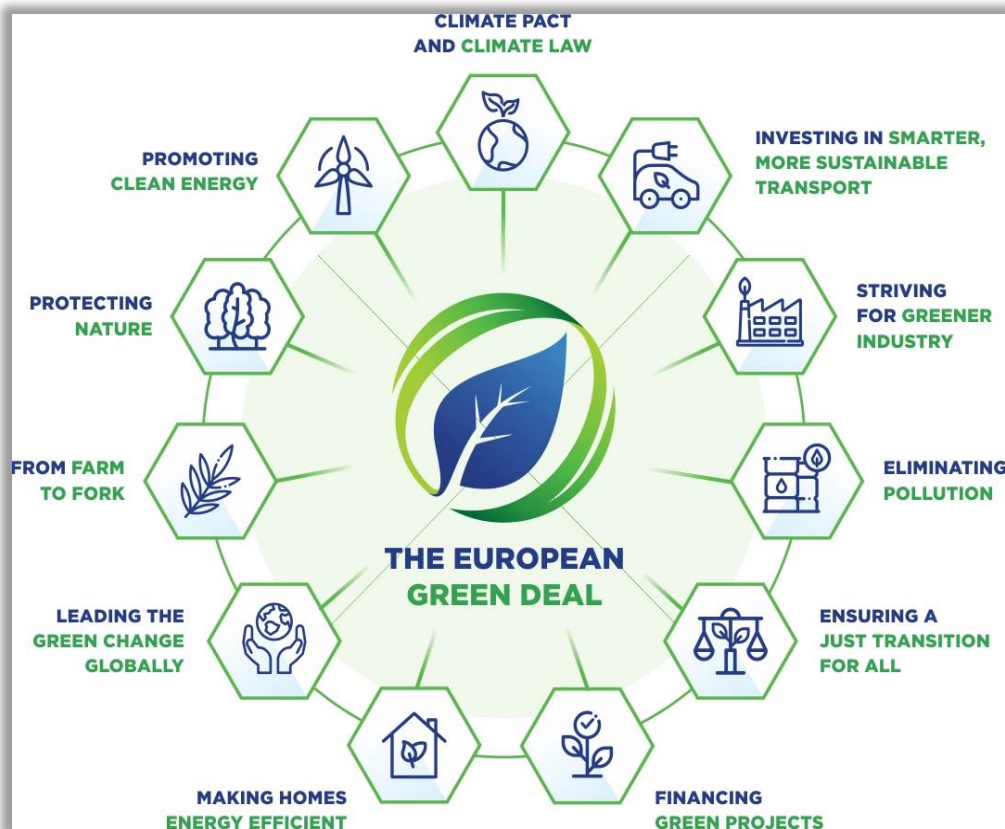 CLIMATE PACT
AND CLIMATE LAW
INVESTING IN SMARTER,
MORE SUSTAINABLE
TRANSPORT
STRIVING
FOR GREENER
INDUSTRY
ELIMINATING
POLLUTION
ENSURING A
JUST TRANSITION
FOR ALL
FINANCING
GREEN PROJECTS
MAKING HOMES
ENERGY EFFICIENT
LEADING THE
GREEN CHANGE
GLOBALLY
FROM FARM
TO FORK
PROTECTING
NATURE
PROMOTING
CLEAN ENERGY
THE EUROPEAN
GREEN DEAL